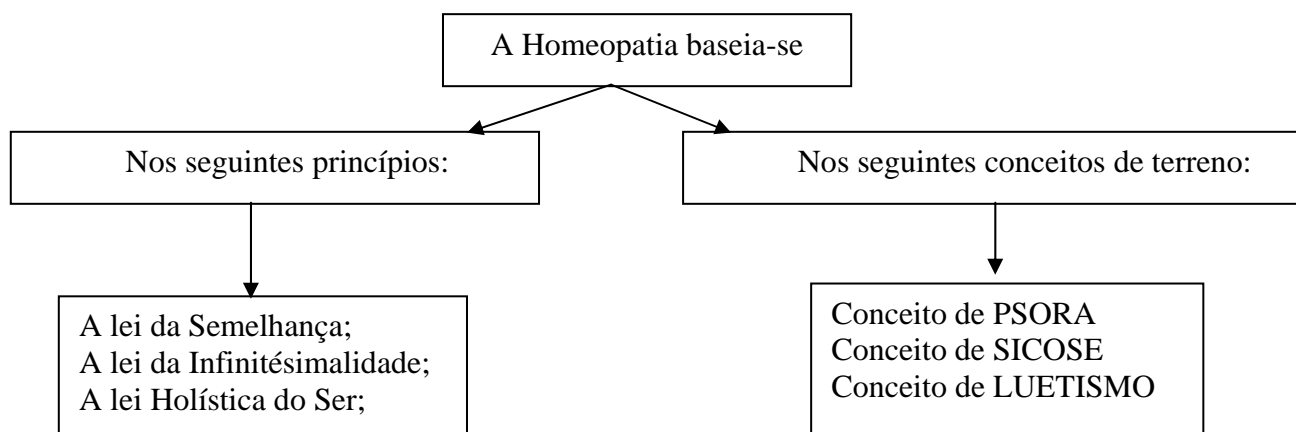 A Homeopatia baseia-se
Nos seguintes princípios:
Nos seguintes conceitos de terreno:
A lei da Semelhança;
A lei da Infinitésimalidade;
A lei Holística do Ser;
Conceito de PSORA
Conceito de SICOSE
Conceito de LUETISMO